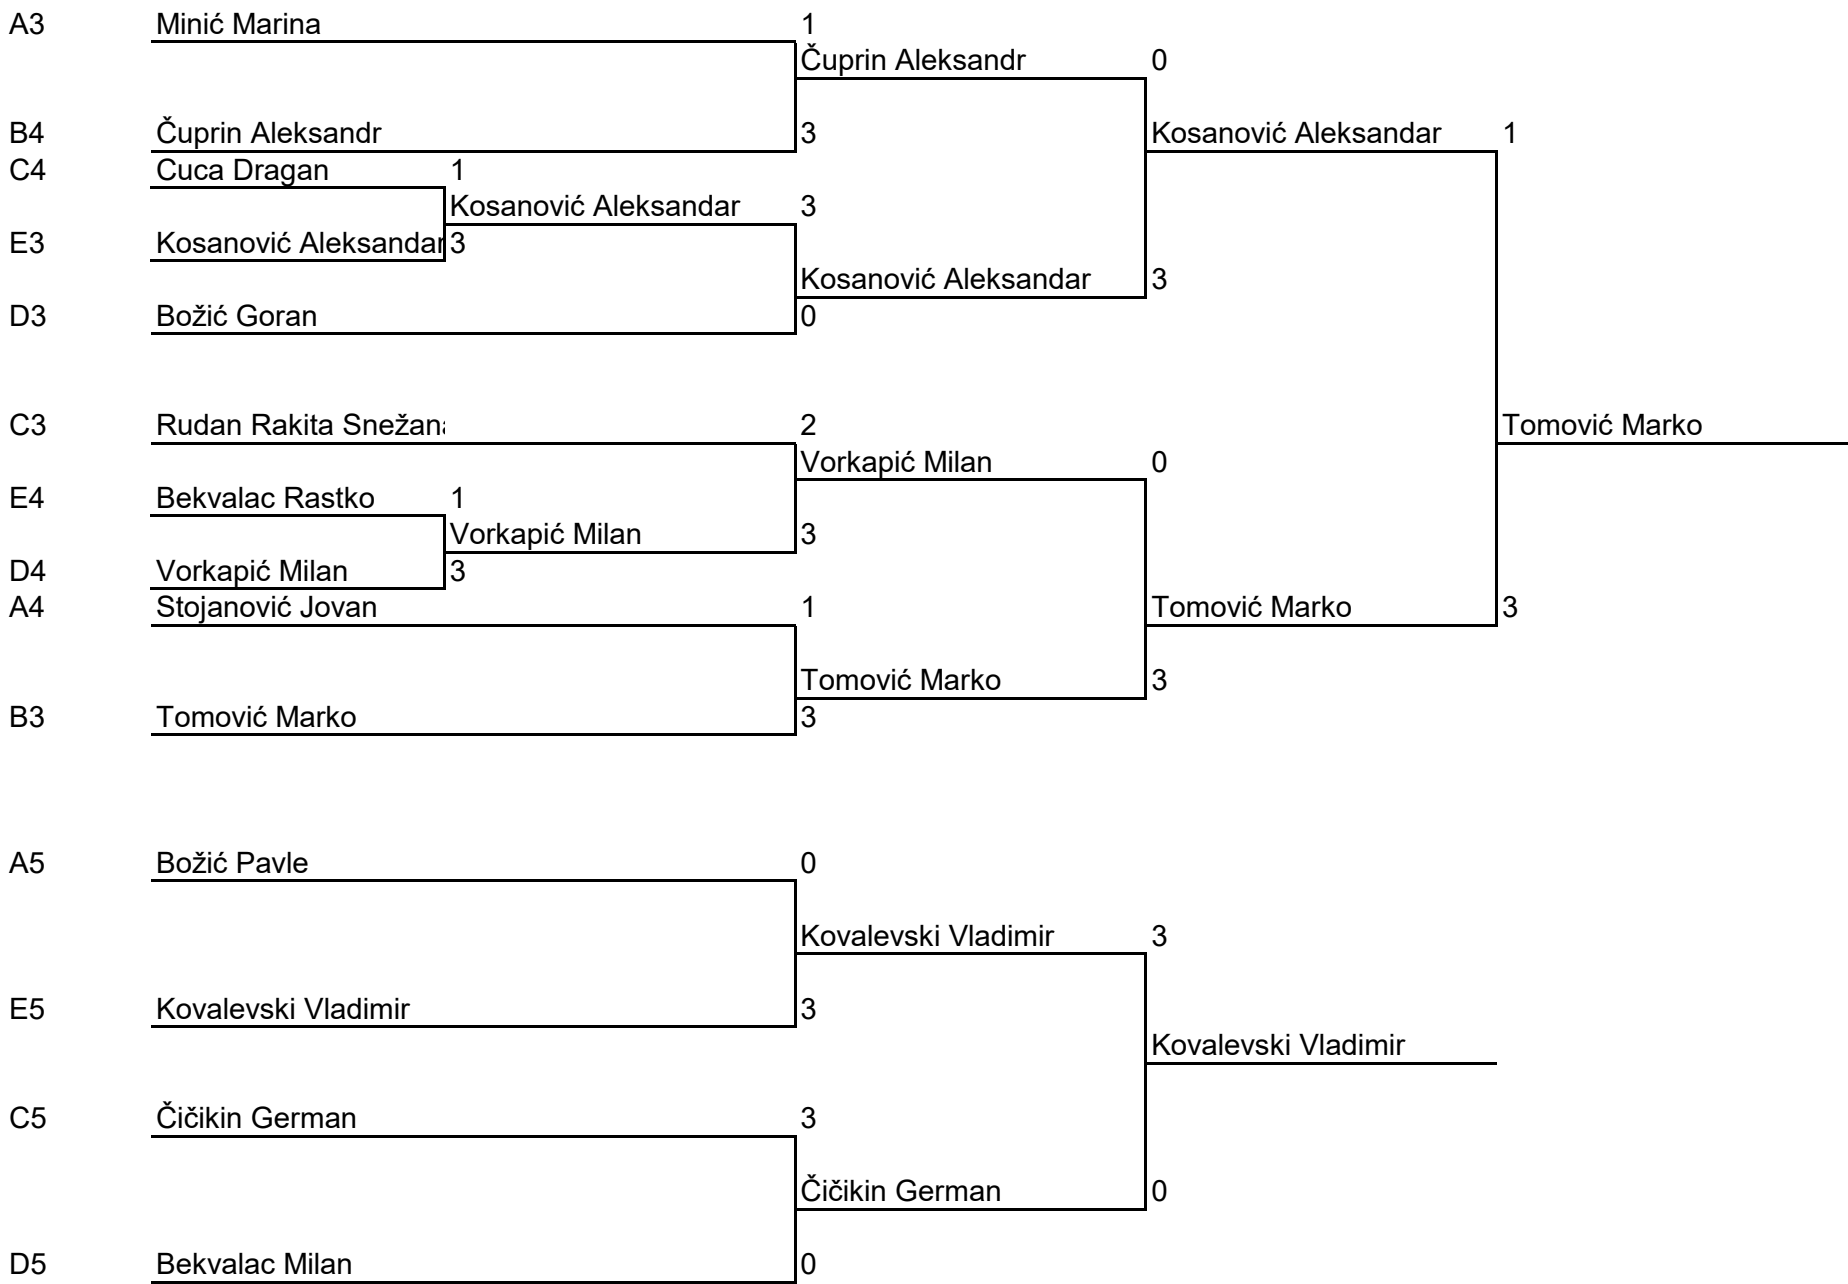 A3 Minić Marina 1
Čuprin Aleksandr 0
B4 Čuprin Aleksandr 3 Kosanović Aleksandar 1
C4 Cuca Dragan 1
Kosanović Aleksandar 3
E3 Kosanović Aleksandar 3
Kosanović Aleksandar 3
D3 Božić Goran 0
C3 Rudan Rakita Snežana 2 Tomović Marko
Vorkapić Milan 0
E4 Bekvalac Rastko 1
Vorkapić Milan 3
D4 Vorkapić Milan 3
A4 Stojanović Jovan 1 Tomović Marko 3
Tomović Marko 3
B3 Tomović Marko 3
A5 Božić Pavle 0
Kovalevski Vladimir 3
E5 Kovalevski Vladimir 3
Kovalevski Vladimir
C5 Čičikin German 3
Čičikin German 0
D5 Bekvalac Milan 0